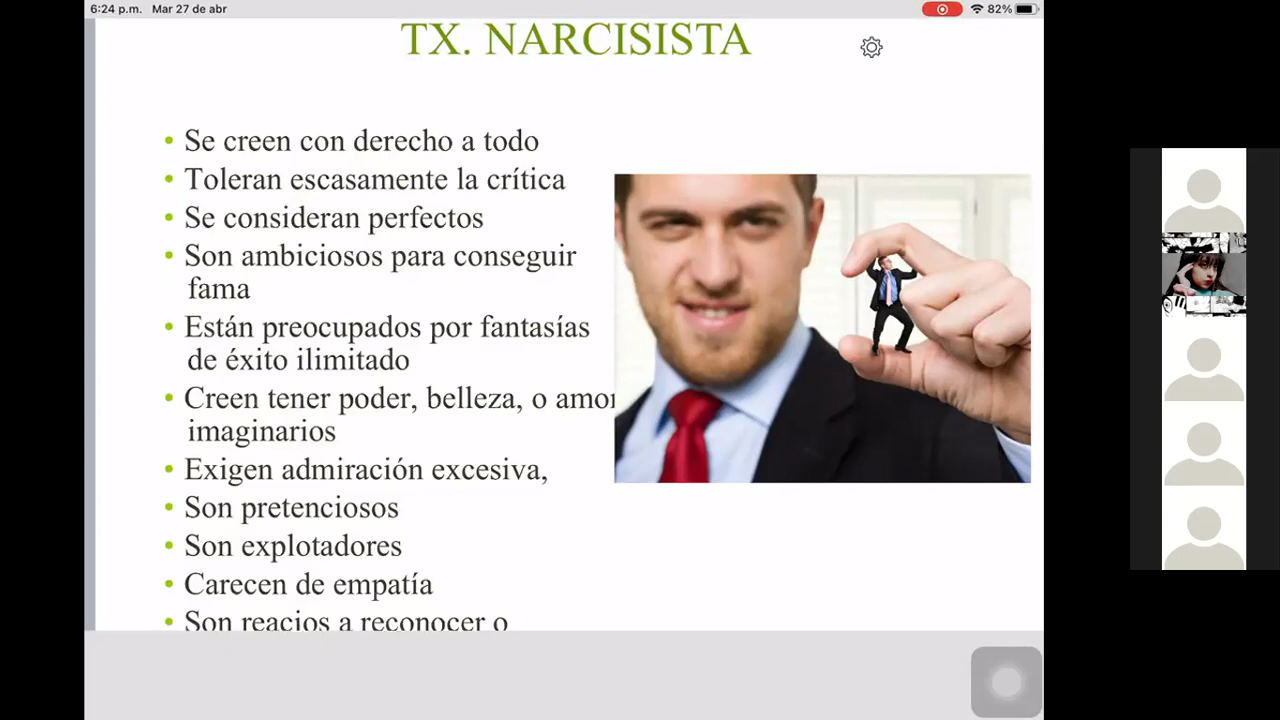 6:24 p.m. Mar 27 de abr
82%
TX. NARCISISTA
• Se creen con derecho a todo
• Toleran escasamente la crítica
• Se consideran perfectos
• Son ambiciosos para conseguir
fama
• Están preocupados por fantasías
de éxito ilimitado
• Creen tener poder, belleza, o amor
imaginarios
• Exigen admiración excesiva,
• Son pretenciosos
• Son explotadores
• Carecen de empatía
• Son reacios a reconocer o